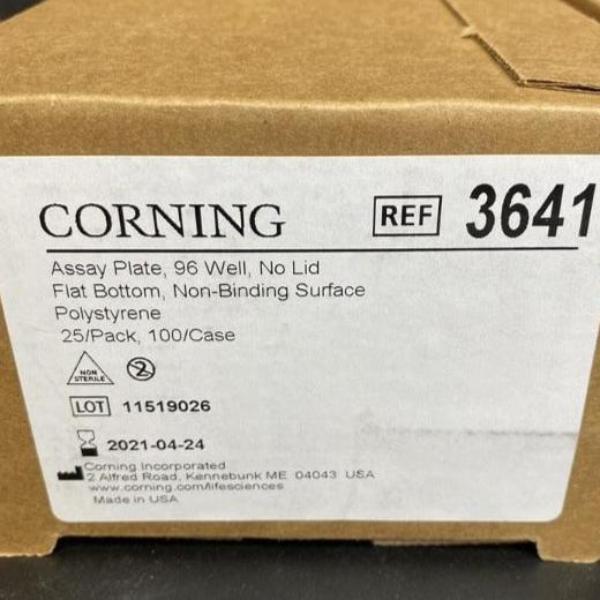 CORNING REF 3641
Assay Plate, 96 Well, No Lid
Flat Bottom, Non-Binding Surface
Polystyrene
25/Pack, 100/Case
NON STERILE 2
LOT 11519026
2021-04-24
Corning Incorporated
2 Alfred Road, Kennebunk ME 04043 USA
www.corning.com/lifesciences
Made in USA